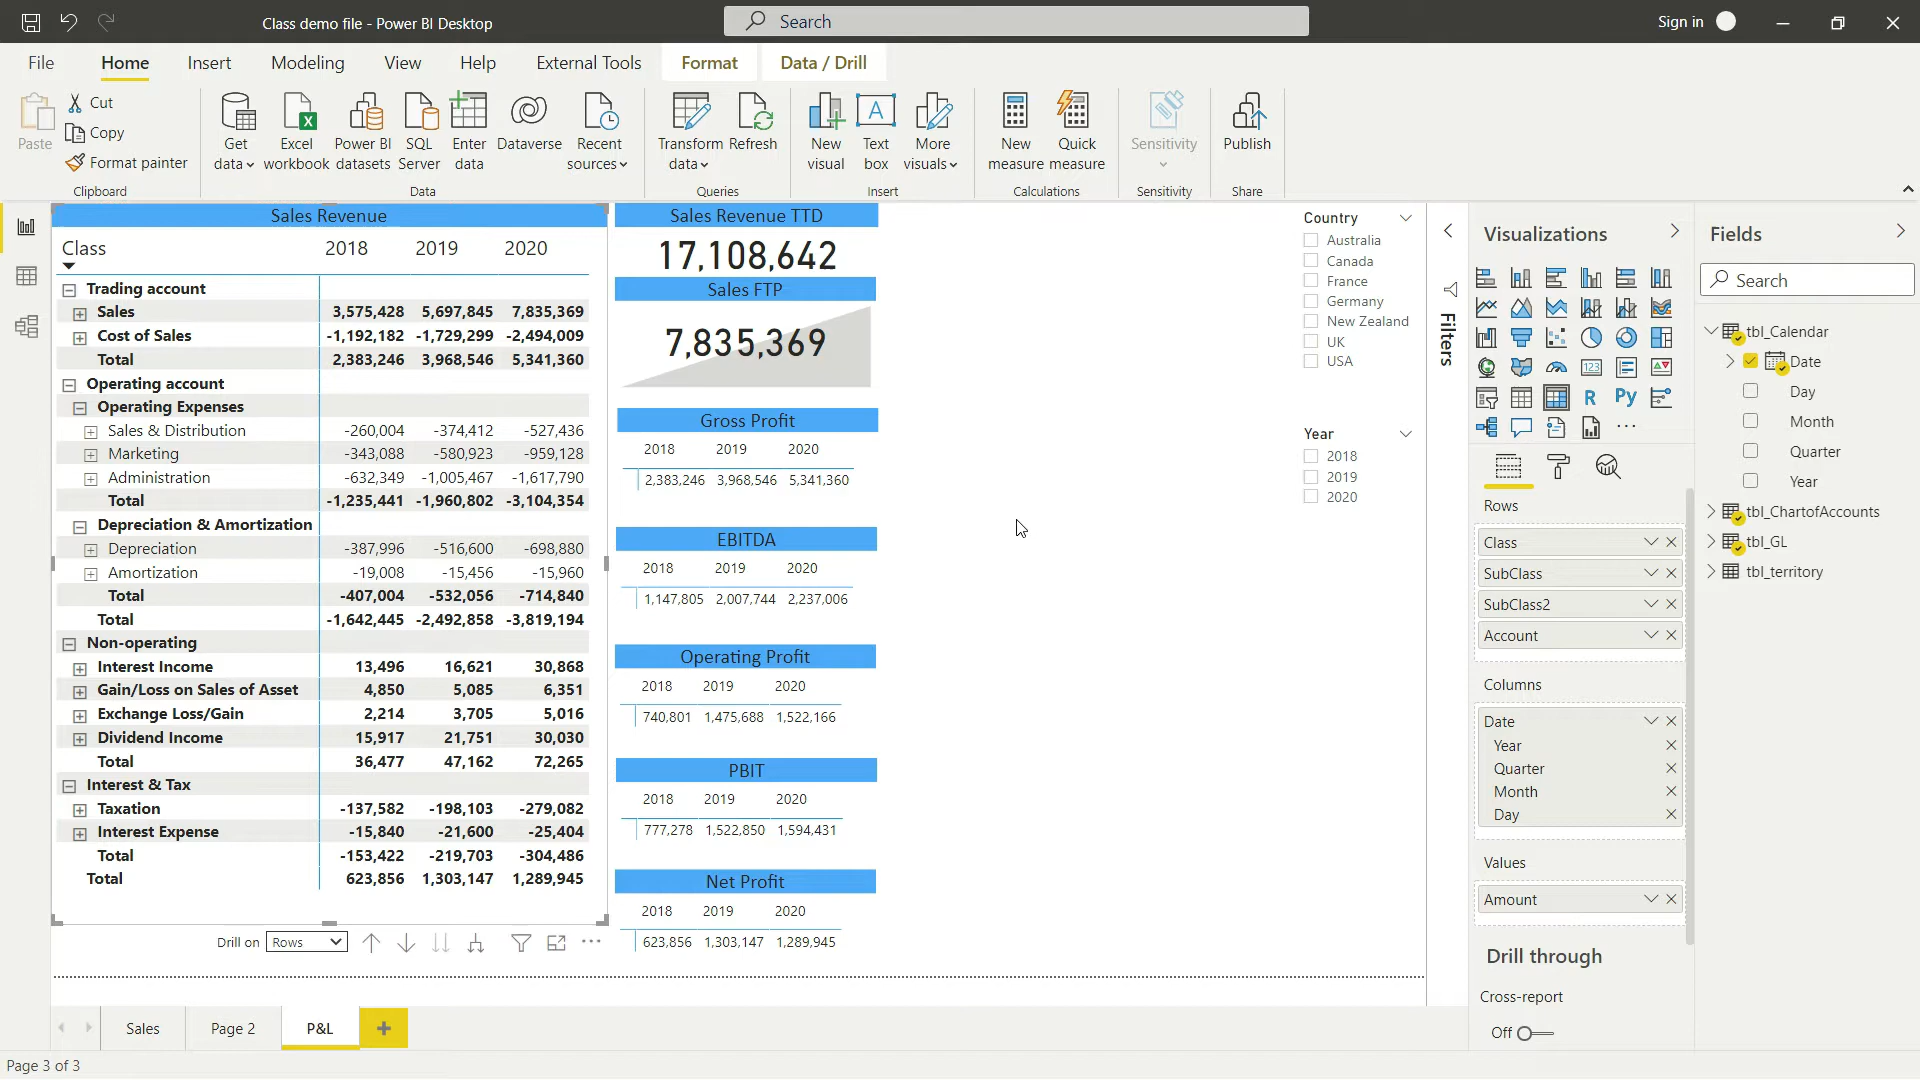 Class demo file - Power BI Desktop
Search
Sign in
File Home Insert Modeling View Help External Tools Format Data / Drill
Paste
Cut
Copy
Format painter
Clipboard
Get data
Excel workbook
Power BI datasets
SQL Server
Enter data
Dataverse
Recent sources
Data
Transform data
Refresh
Queries
New visual
Text box
More visuals
Insert
New measure
Quick measure
Calculations
Sensitivity
Sensitivity
Publish
Share
Sales Revenue
Class 2018 2019 2020
Trading account
Sales 3,575,428 5,697,845 7,835,369
Cost of Sales -1,192,182 -1,729,299 -2,494,009
Total 2,383,246 3,968,546 5,341,360
Operating account
Operating Expenses
Sales & Distribution -260,004 -374,412 -527,436
Marketing -343,088 -580,923 -959,128
Administration -632,349 -1,005,467 -1,617,790
Total -1,235,441 -1,960,802 -3,104,354
Depreciation & Amortization
Depreciation -387,996 -516,600 -698,880
Amortization -19,008 -15,456 -15,960
Total -407,004 -532,056 -714,840
Total -1,642,445 -2,492,858 -3,819,194
Non-operating
Interest Income 13,496 16,621 30,868
Gain/Loss on Sales of Asset 4,850 5,085 6,351
Exchange Loss/Gain 2,214 3,705 5,016
Dividend Income 15,917 21,751 30,030
Total 36,477 47,162 72,265
Interest & Tax
Taxation -137,582 -198,103 -279,082
Interest Expense -15,840 -21,600 -25,404
Total -153,422 -219,703 -304,486
Total 623,856 1,303,147 1,289,945
Drill on Rows
Sales Revenue TTD
17,108,642
Sales FTP
7,835,369
Gross Profit
2018 2019 2020
2,383,246 3,968,546 5,341,360
EBITDA
2018 2019 2020
1,147,805 2,007,744 2,237,006
Operating Profit
2018 2019 2020
740,801 1,475,688 1,522,166
PBIT
2018 2019 2020
777,278 1,522,850 1,594,431
Net Profit
2018 2019 2020
623,856 1,303,147 1,289,945
Country
Australia
Canada
France
Germany
New Zealand
UK
USA
Year
2018
2019
2020
Filters
Visualizations
123
R
Py
Rows
Class
SubClass
SubClass2
Account
Columns
Date
Year
Quarter
Month
Day
Values
Amount
Drill through
Cross-report
Off
Fields
Search
tbl_Calendar
Date
Day
Month
Quarter
Year
tbl_ChartofAccounts
tbl_GL
tbl_territory
Sales
Page 2
P&L
Page 3 of 3